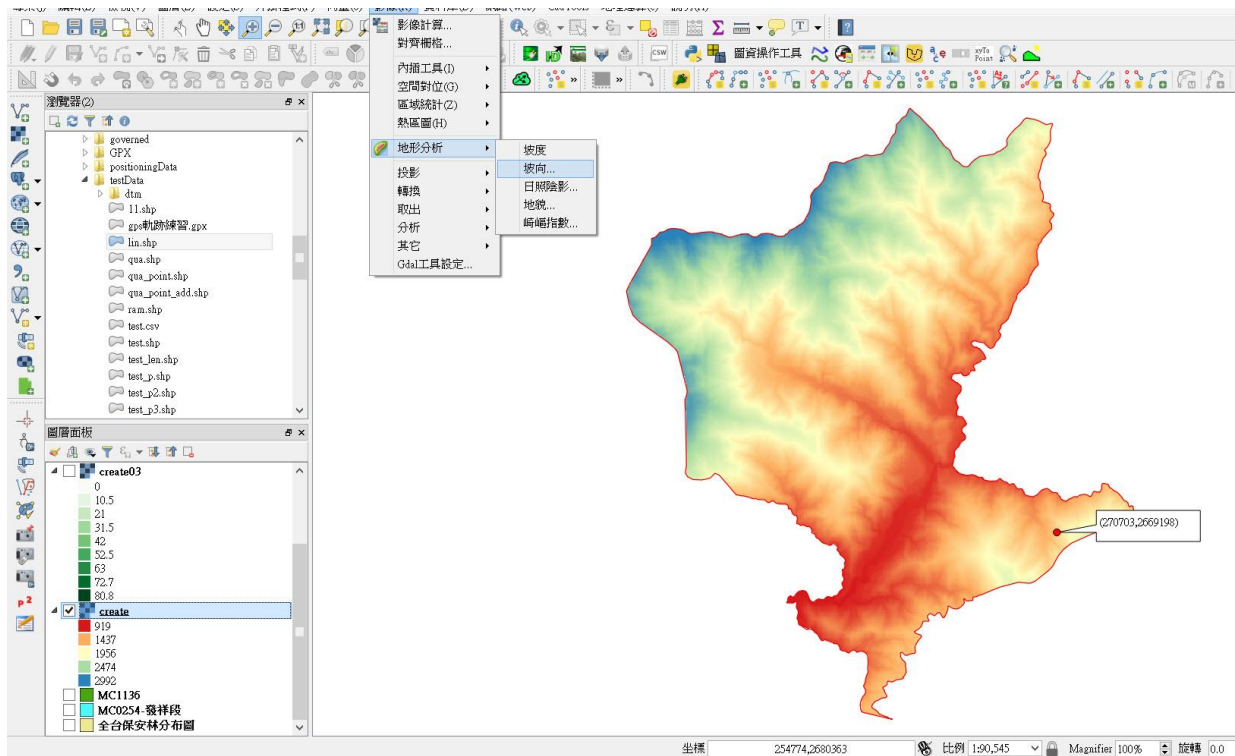 影像計算...
對齊柵格...
內插工具(I)
空間對位(G)
區域統計(Z)
熱區圖(H)
地形分析
投影
轉換
取出
分析
其它
Gdal工具設定...
坡度
坡向...
日照陰影...
地貌...
崎嶇指數...
CSW
圖資操作工具
xyTo
Point
瀏覽器(2)
governed
GPX
positioningData
testData
dtm
11.shp
gps軌跡練習.gpx
lin.shp
qua.shp
qua_point.shp
qua_point_add.shp
ram.shp
test.csv
test.shp
test_len.shp
test_p.shp
test_p2.shp
test_p3.shp
圖層面板
create03
0
10.5
21
31.5
42
52.5
63
72.7
80.8
create
919
1437
1956
2474
2992
MC1136
MC0254-發祥段
全台保安林分布圖
(270703,2669198)
坐標 254774,2680363 比例 1:90,545 Magnifier 100% 旋轉 0.0